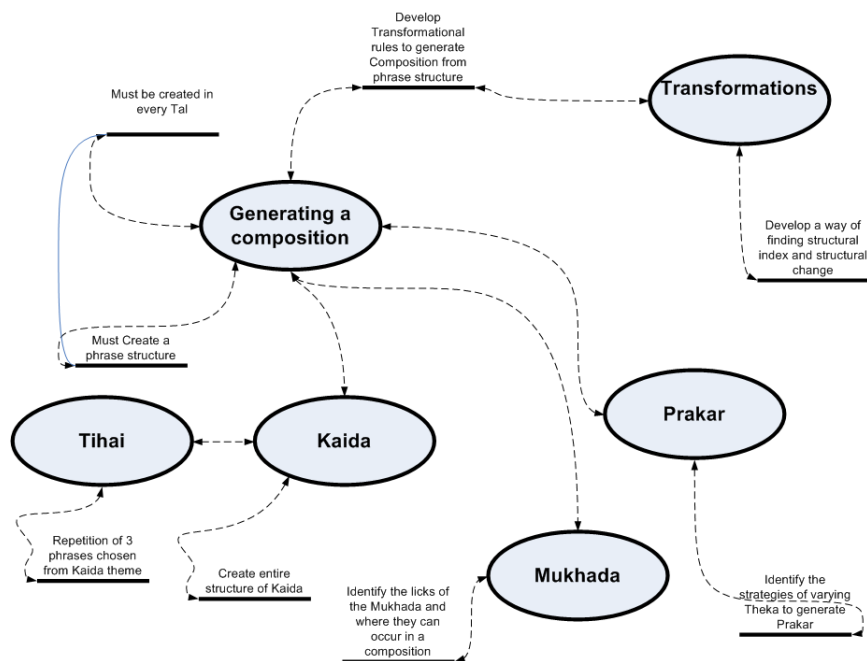 Develop
Transformational
rules to generate
Composition from
phrase structure
Transformations
Must be created in
every Tal
Generating a
composition
Develop a way of
finding structural
index and structural
change
Must Create a
phrase structure
Prakar
Tihai
Kaida
Repetition of 3
phrases chosen
from Kaida theme
Create entire
structure of Kaida
Mukhada
Identify the licks of
the Mukhada and
where they can
occur in a
composition
Identify the
strategies of varying
Theka to generate
Prakar